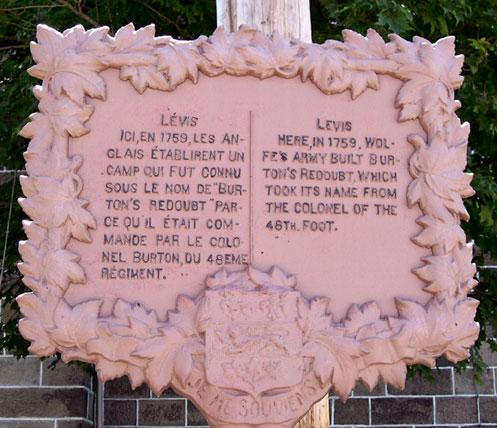 LÉVIS
ICI, EN 1759, LES AN-
GLAIS ÉTABLIRENT UN
CAMP QUI FUT CONNU
SOUS LE NOM DE "BUR-
TON'S REDOUBT" PAR-
CE QU'IL ÉTAIT COM-
MANDE PAR LE COLO-
NEL BURTON, DU 48EME
RÉGIMENT.
LEVIS
HERE, IN 1759, WOL-
FE'S ARMY BUILT BUR-
TON'S REDOUBT, WHICH
TOOK ITS NAME FROM
THE COLONEL OF THE
48TH. FOOT.
JE ME SOUVIENS